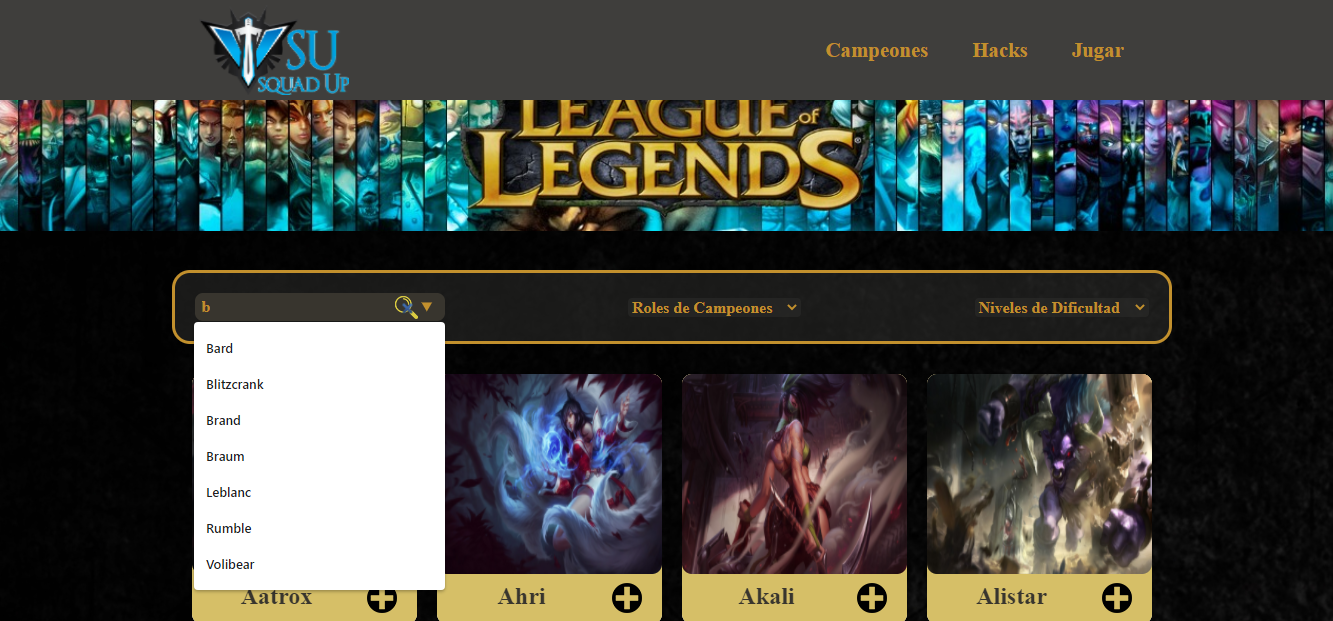 SU
SQUAD UP
Campeones Hacks Jugar
LEAGUE OF
LEGENDS®
b
Roles de Campeones
Niveles de Dificultad
Bard
Blitzcrank
Brand
Braum
Leblanc
Rumble
Volibear
Aatrox
Ahri
Akali
Alistar